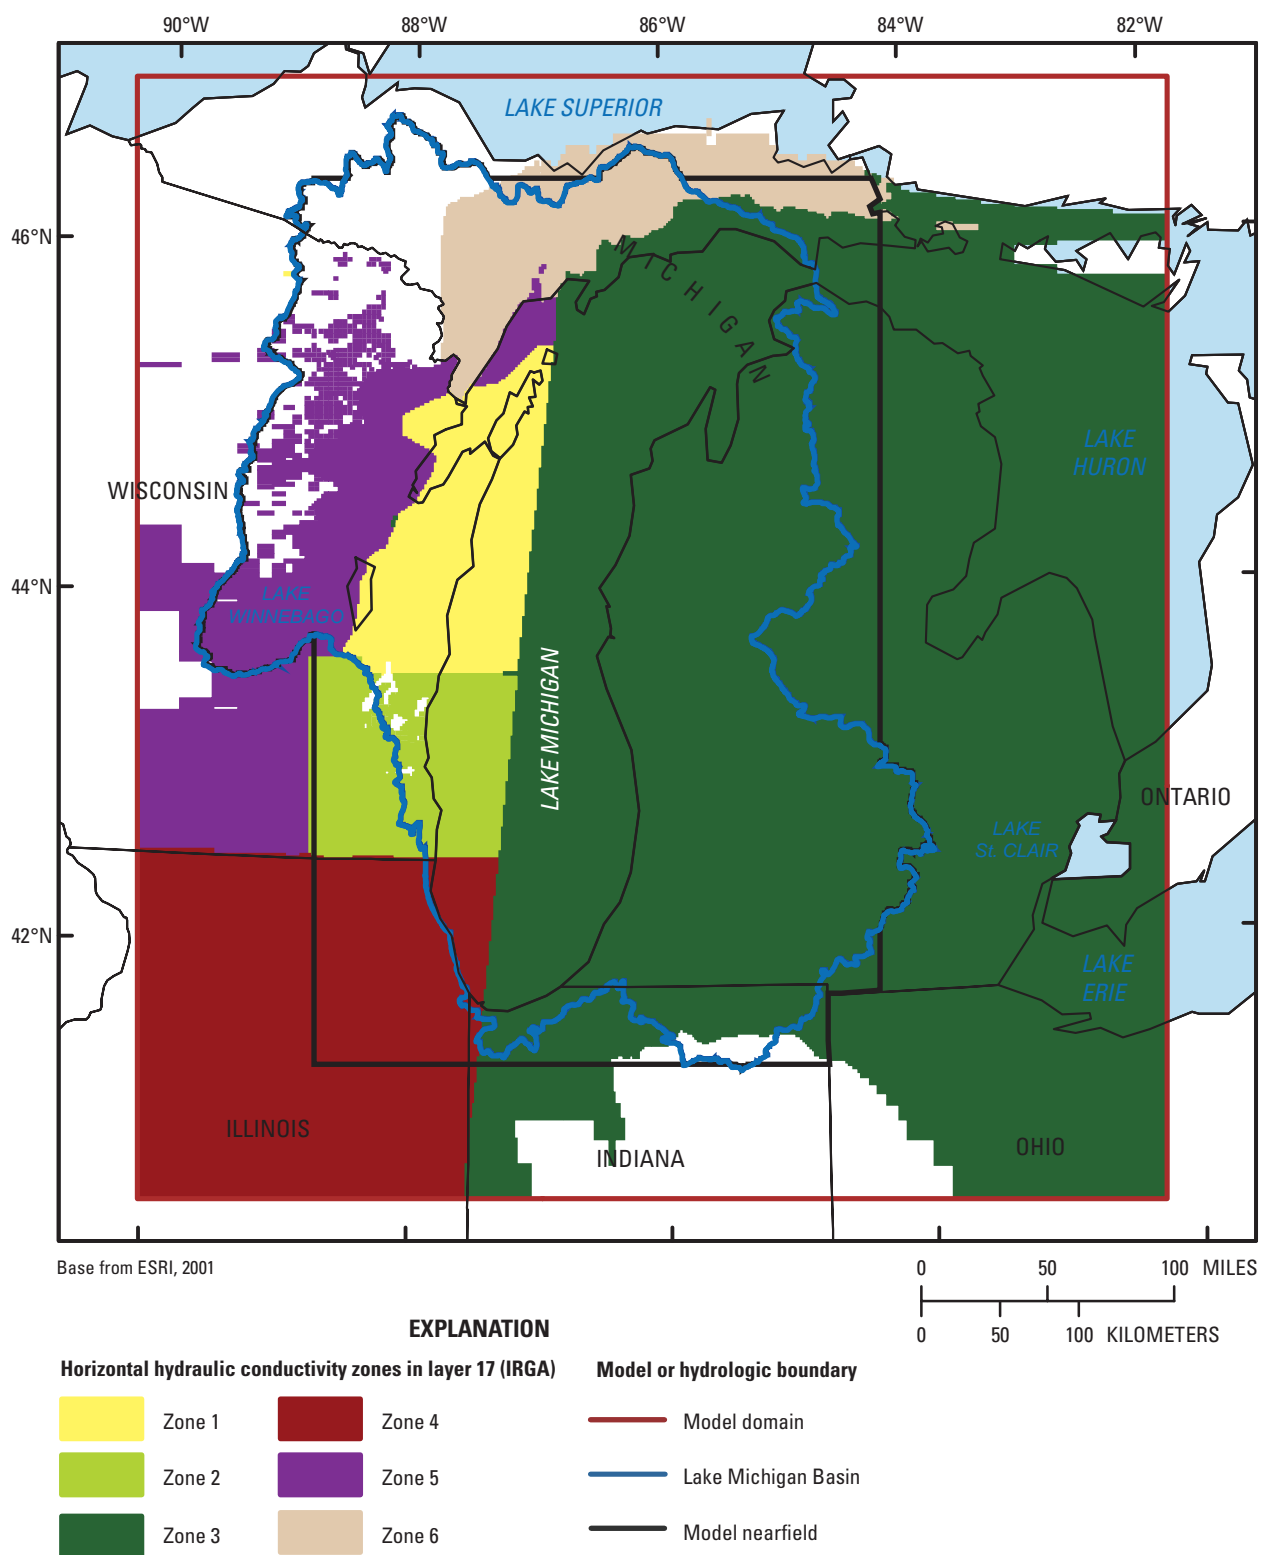 90°W 88°W 86°W 84°W 82°W
LAKE SUPERIOR
46°N
MICHIGAN
LAKE
HURON
WISCONSIN
44°N
LAKE
WINNEBAGO
LAKE MICHIGAN
ONTARIO
LAKE
St. CLAIR
42°N
LAKE
ERIE
ILLINOIS
INDIANA
OHIO
Base from ESRI, 2001
0 50 100 MILES
0 50 100 KILOMETERS
EXPLANATION
Horizontal hydraulic conductivity zones in layer 17 (IRGA)
Zone 1
Zone 2
Zone 3
Zone 4
Zone 5
Zone 6
Model or hydrologic boundary
Model domain
Lake Michigan Basin
Model nearfield